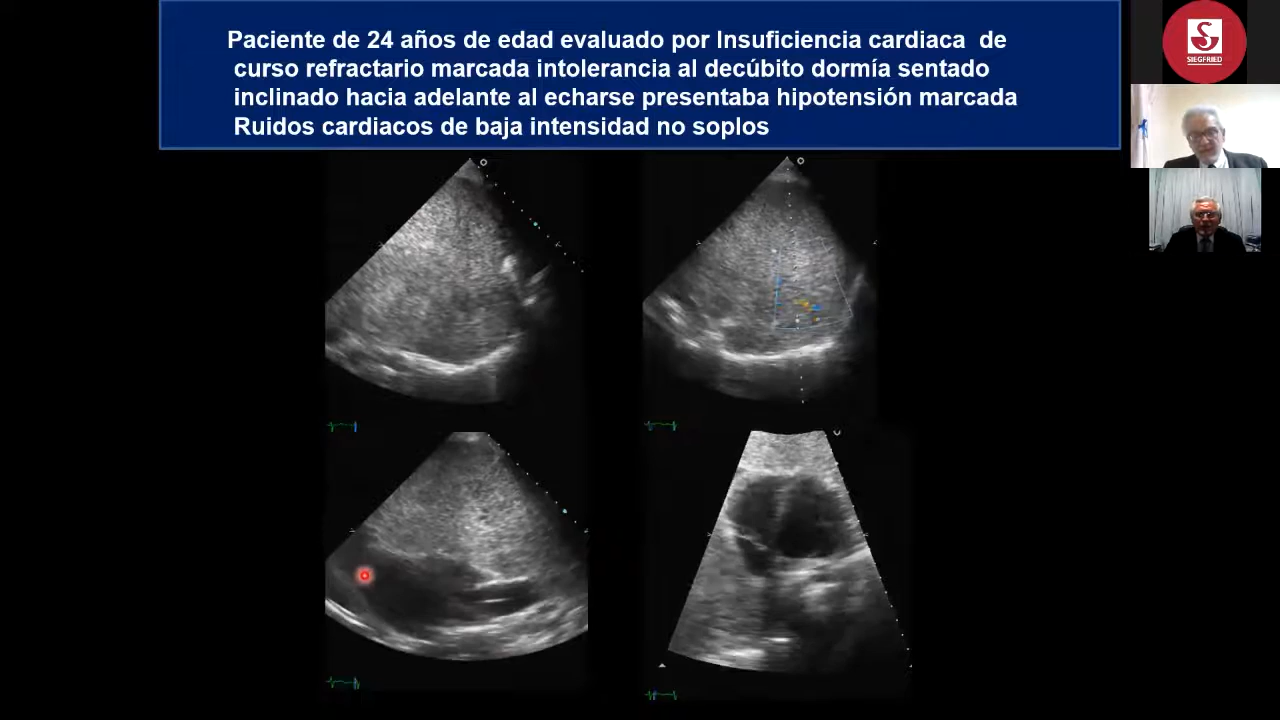 Paciente de 24 años de edad evaluado por Insuficiencia cardiaca de
curso refractario marcada intolerancia al decúbito dormía sentado
inclinado hacia adelante al echarse presentaba hipotensión marcada
Ruidos cardiacos de baja intensidad no soplos
SIEGFRIED